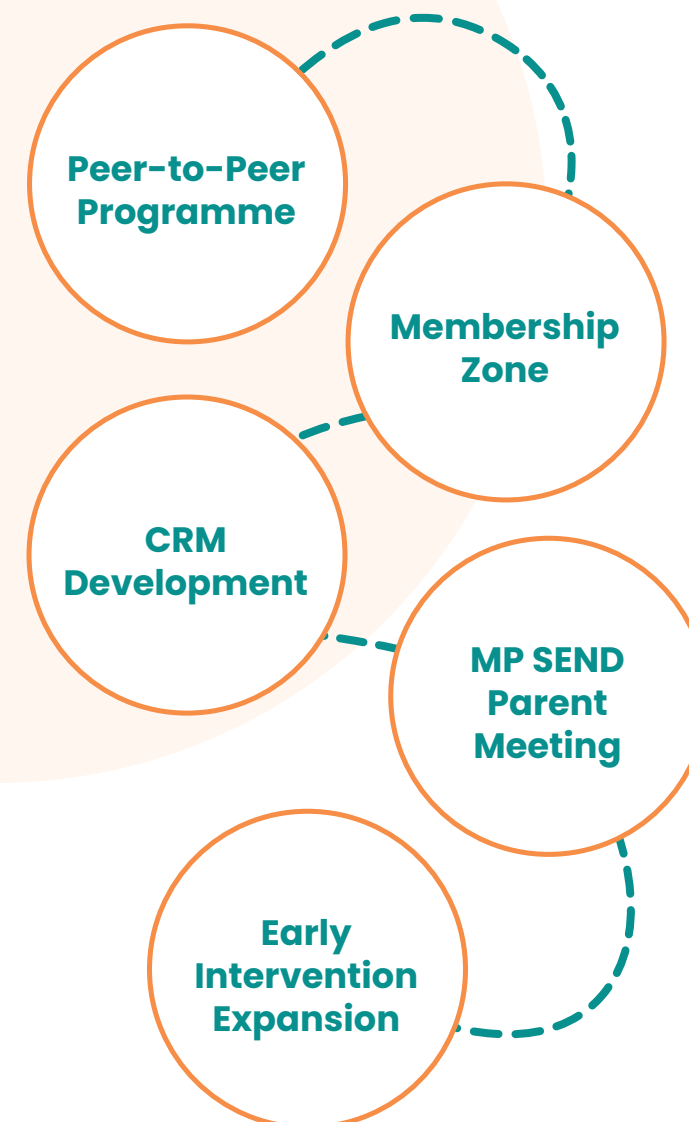 Peer-to-Peer
Programme
Membership
Zone
CRM
Development
MP SEND
Parent
Meeting
Early
Intervention
Expansion